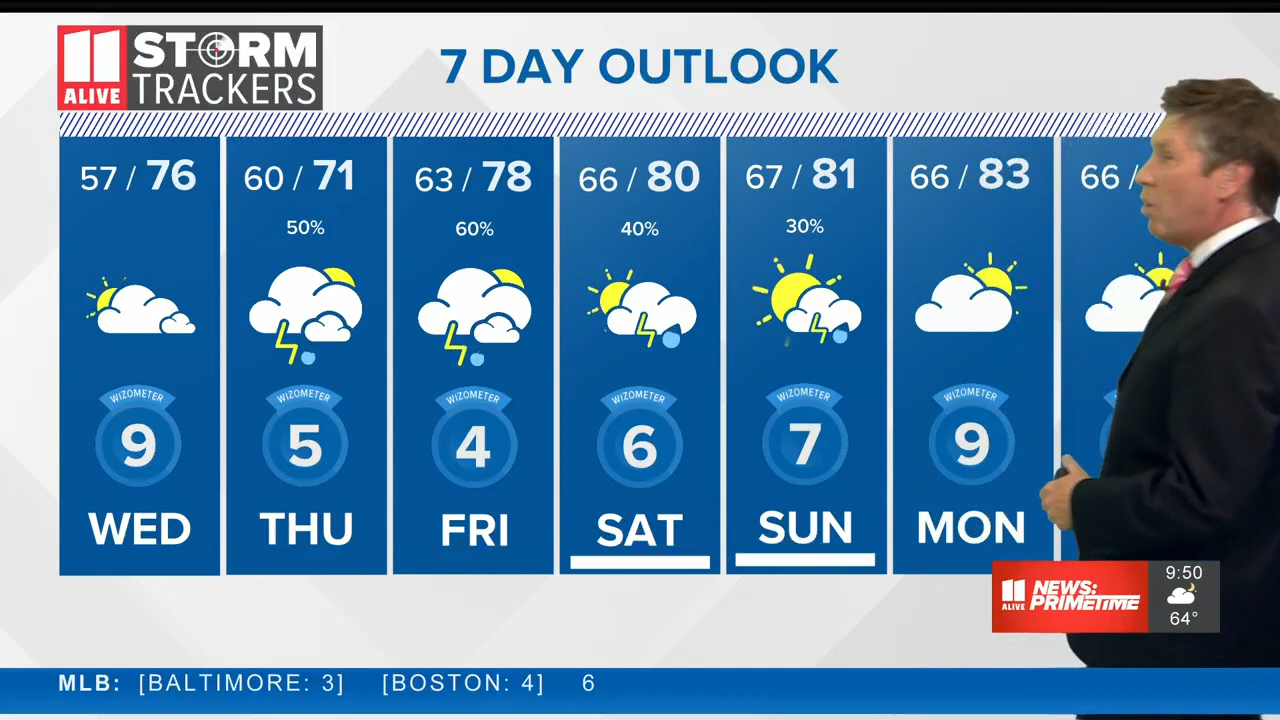 11 ALIVE STORM TRACKERS
7 DAY OUTLOOK
57 / 76
60 / 71
63 / 78
66 / 80
67 / 81
66 / 83
66 /
50%
60%
40%
30%
WIZOMETER
WIZOMETER
WIZOMETER
WIZOMETER
WIZOMETER
WIZOMETER
9
5
4
6
7
9
WED
THU
FRI
SAT
SUN
MON
11 ALIVE NEWS: PRIMETIME
9:50
64°
MLB: [BALTIMORE: 3] [BOSTON: 4] 6